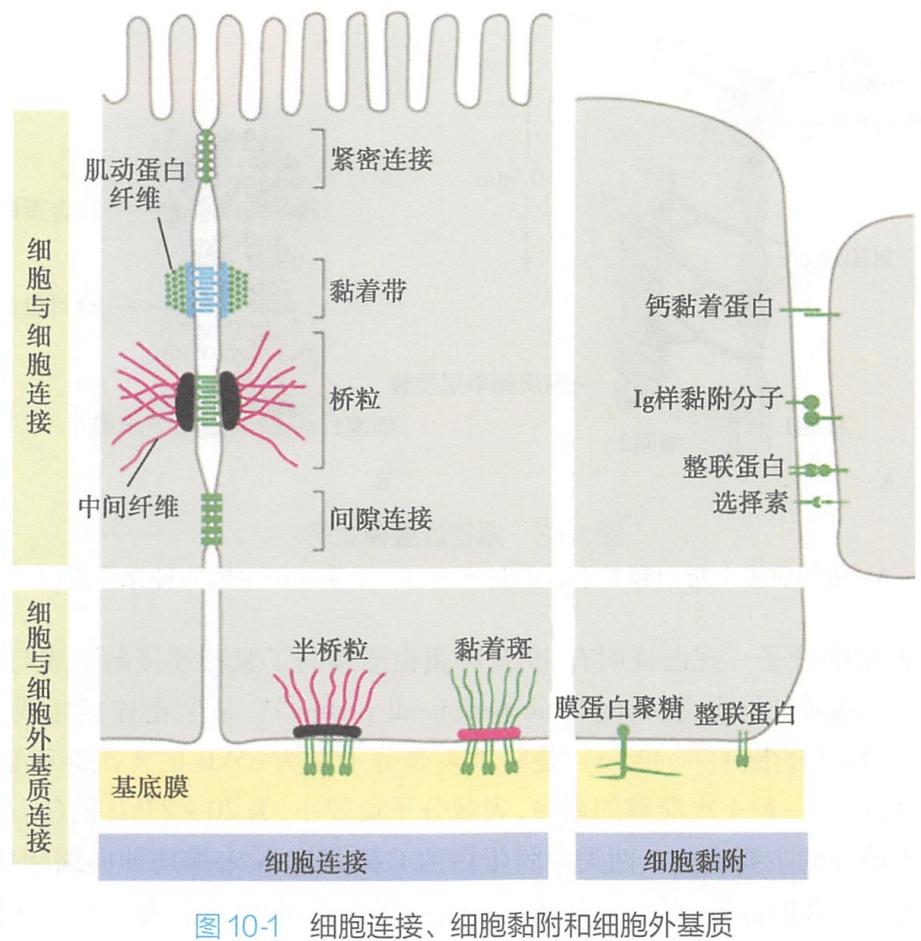 细胞与细胞连接
肌动蛋白
纤维
紧密连接
黏着带
桥粒
中间纤维
间隙连接
钙黏着蛋白
Ig样黏附分子
整联蛋白
选择素
细胞与细胞外基质连接
半桥粒
黏着斑
膜蛋白聚糖
整联蛋白
基底膜
细胞连接
细胞黏附
图10-1 细胞连接、细胞黏附和细胞外基质